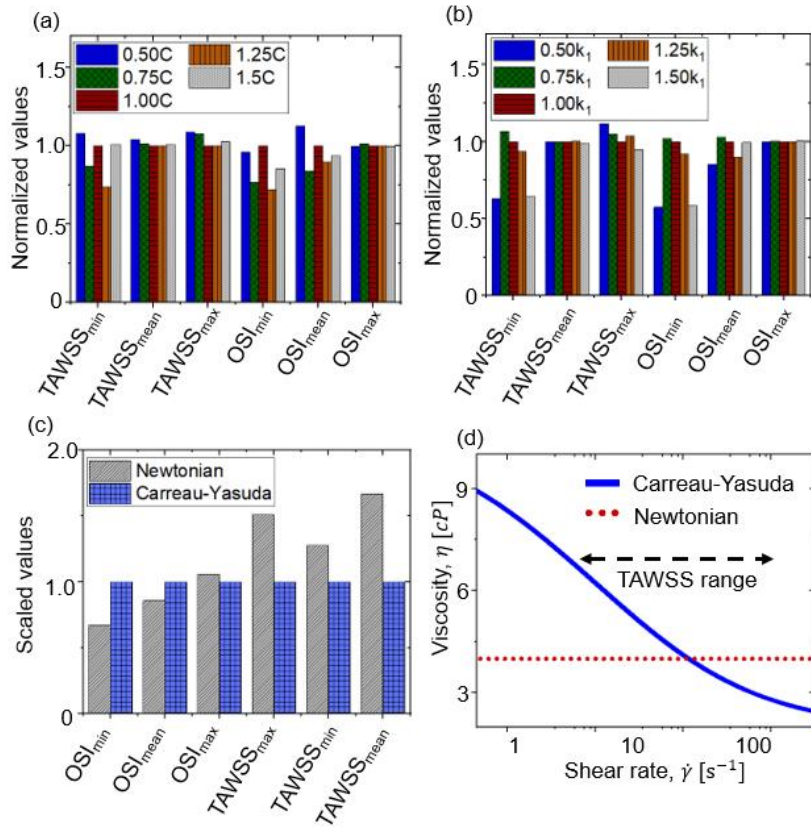 (a)
Normalized values
1.5
1.0
0.5
0
0.50C
0.75C
1.00C
1.25C
1.5C
TAWSSmin
TAWSSmean
TAWSSmax
OSImin
OSImean
OSImax
(b)
Normalized values
1.5
1.0
0.5
0
0.50k₁
0.75k₁
1.00k₁
1.25k₁
1.50k₁
TAWSSmin
TAWSSmean
TAWSSmax
OSImin
OSImean
OSImax
(c)
Scaled values
2.0
1.0
0
Newtonian
Carreau-Yasuda
OSImin
OSImean
OSImax
TAWSSmax
TAWSSmin
TAWSSmean
(d)
Viscosity, η [cP]
9
6
3
Carreau-Yasuda
Newtonian
TAWSS range
1
10
100
Shear rate, γ̇ [s⁻¹]